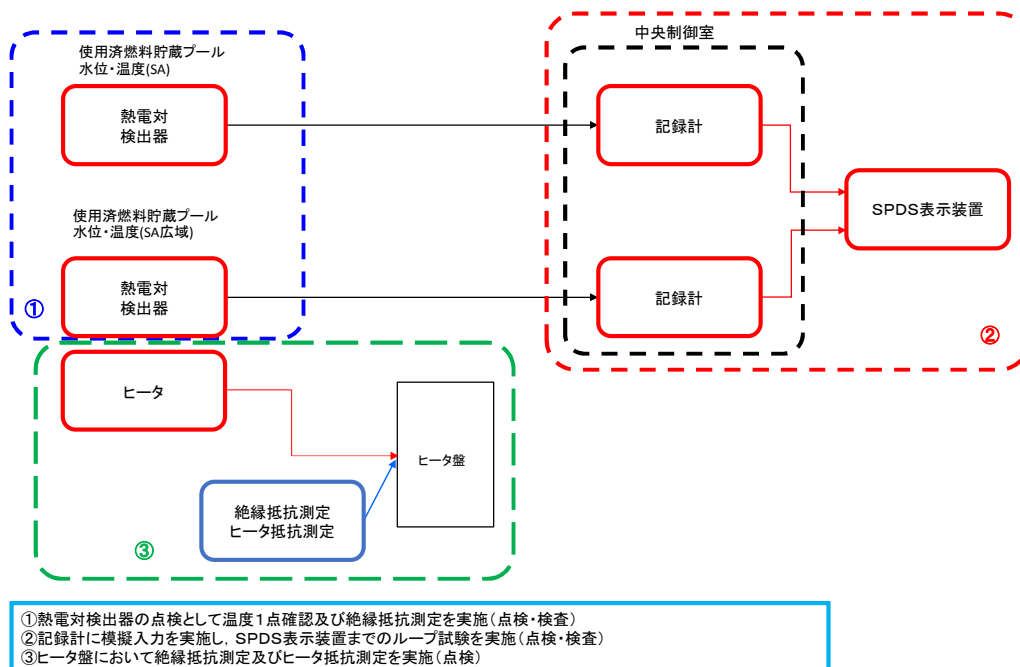 使用済燃料貯蔵プール
水位・温度(SA)
熱電対
検出器
使用済燃料貯蔵プール
水位・温度(SA広域)
熱電対
検出器
①
中央制御室
記録計
記録計
SPDS表示装置
②
ヒータ
ヒータ盤
絶縁抵抗測定
ヒータ抵抗測定
③
①熱電対検出器の点検として温度１点確認及び絶縁抵抗測定を実施(点検・検査)
②記録計に模擬入力を実施し，SPDS表示装置までのループ試験を実施(点検・検査)
③ヒータ盤において絶縁抵抗測定及びヒータ抵抗測定を実施(点検)